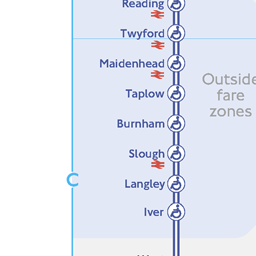 Reading
Twyford
Maidenhead
Taplow
Burnham
Slough
Langley
Iver
Outside
fare
zones
C